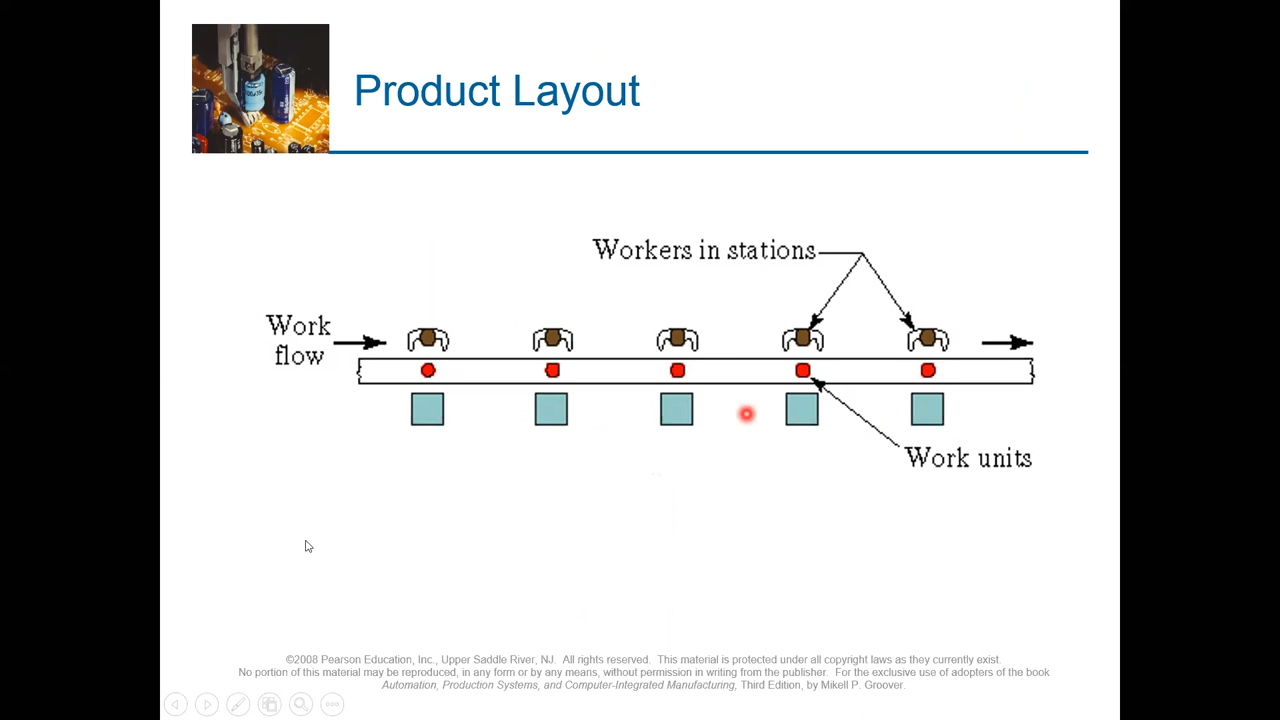 Product Layout
Workers in stations
Work
flow
Work units
©2008 Pearson Education, Inc., Upper Saddle River, NJ. All rights reserved. This material is protected under all copyright laws as they currently exist.
No portion of this material may be reproduced, in any form or by any means, without permission in writing from the publisher. For the exclusive use of adopters of the book
Automation, Production Systems, and Computer-Integrated Manufacturing, Third Edition, by Mikell P. Groover.